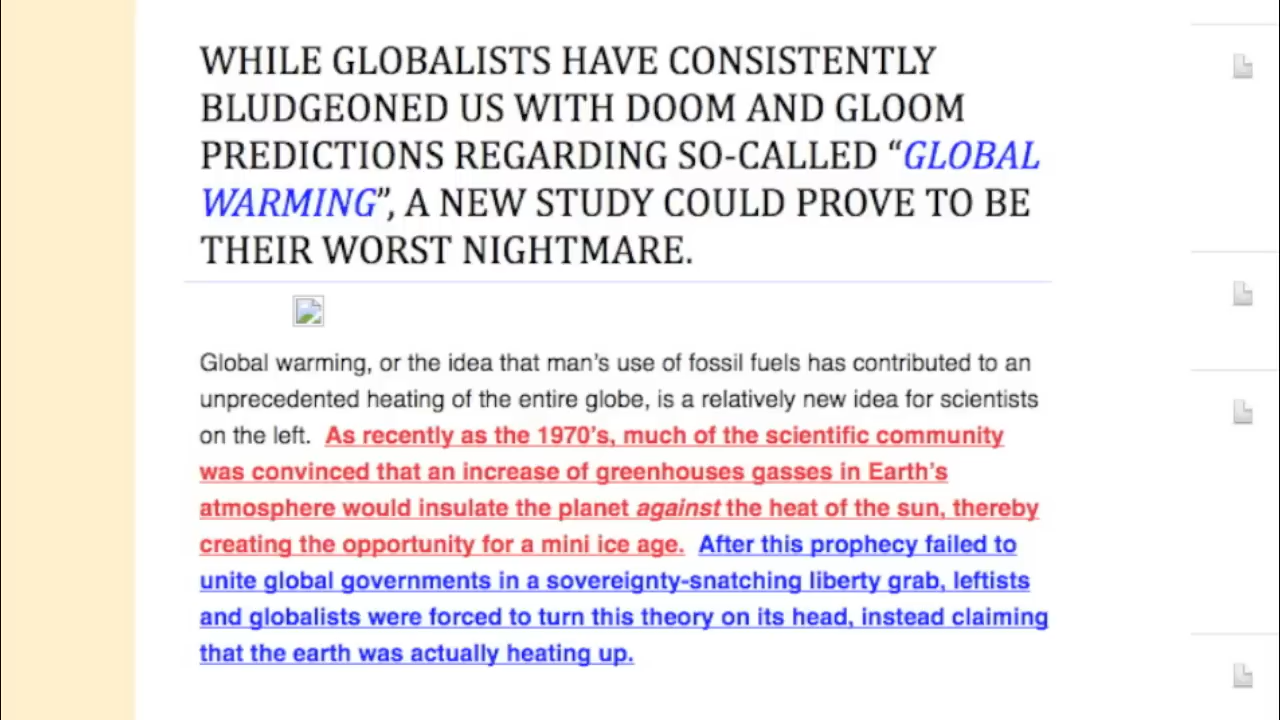 WHILE GLOBALISTS HAVE CONSISTENTLY
BLUDGEONED US WITH DOOM AND GLOOM
PREDICTIONS REGARDING SO-CALLED “GLOBAL
WARMING”, A NEW STUDY COULD PROVE TO BE
THEIR WORST NIGHTMARE.
Global warming, or the idea that man’s use of fossil fuels has contributed to an
unprecedented heating of the entire globe, is a relatively new idea for scientists
on the left.  As recently as the 1970’s, much of the scientific community
was convinced that an increase of greenhouses gasses in Earth’s
atmosphere would insulate the planet against the heat of the sun, thereby
creating the opportunity for a mini ice age.  After this prophecy failed to
unite global governments in a sovereignty-snatching liberty grab, leftists
and globalists were forced to turn this theory on its head, instead claiming
that the earth was actually heating up.